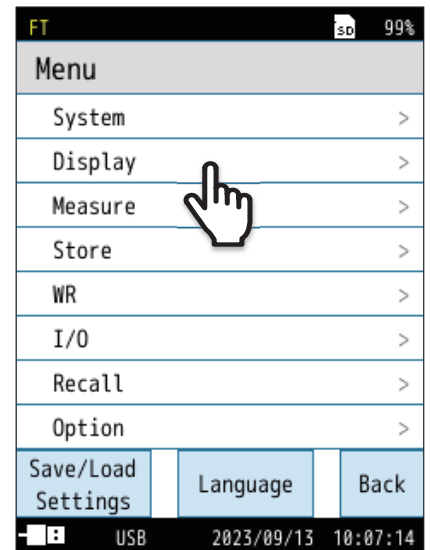 FT SD 99%
Menu
System >
Display >
Measure >
Store >
WR >
I/O >
Recall >
Option >
Save/Load Settings Language Back
USB 2023/09/13 10:07:14